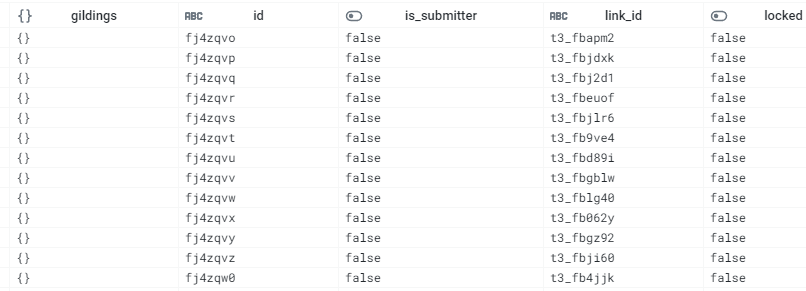 {} gildings ABC id is_submitter ABC link_id locked
{} fj4zqvo false t3_fbapm2 false
{} fj4zqvp false t3_fbjdxk false
{} fj4zqvq false t3_fbj2d1 false
{} fj4zqvr false t3_fbeuof false
{} fj4zqvs false t3_fbjlr6 false
{} fj4zqvt false t3_fb9ve4 false
{} fj4zqvu false t3_fbd89i false
{} fj4zqvv false t3_fbgblw false
{} fj4zqvw false t3_fblg40 false
{} fj4zqvx false t3_fb062y false
{} fj4zqvy false t3_fbgz92 false
{} fj4zqvz false t3_fbji60 false
{} fj4zqw0 false t3_fb4jjk false